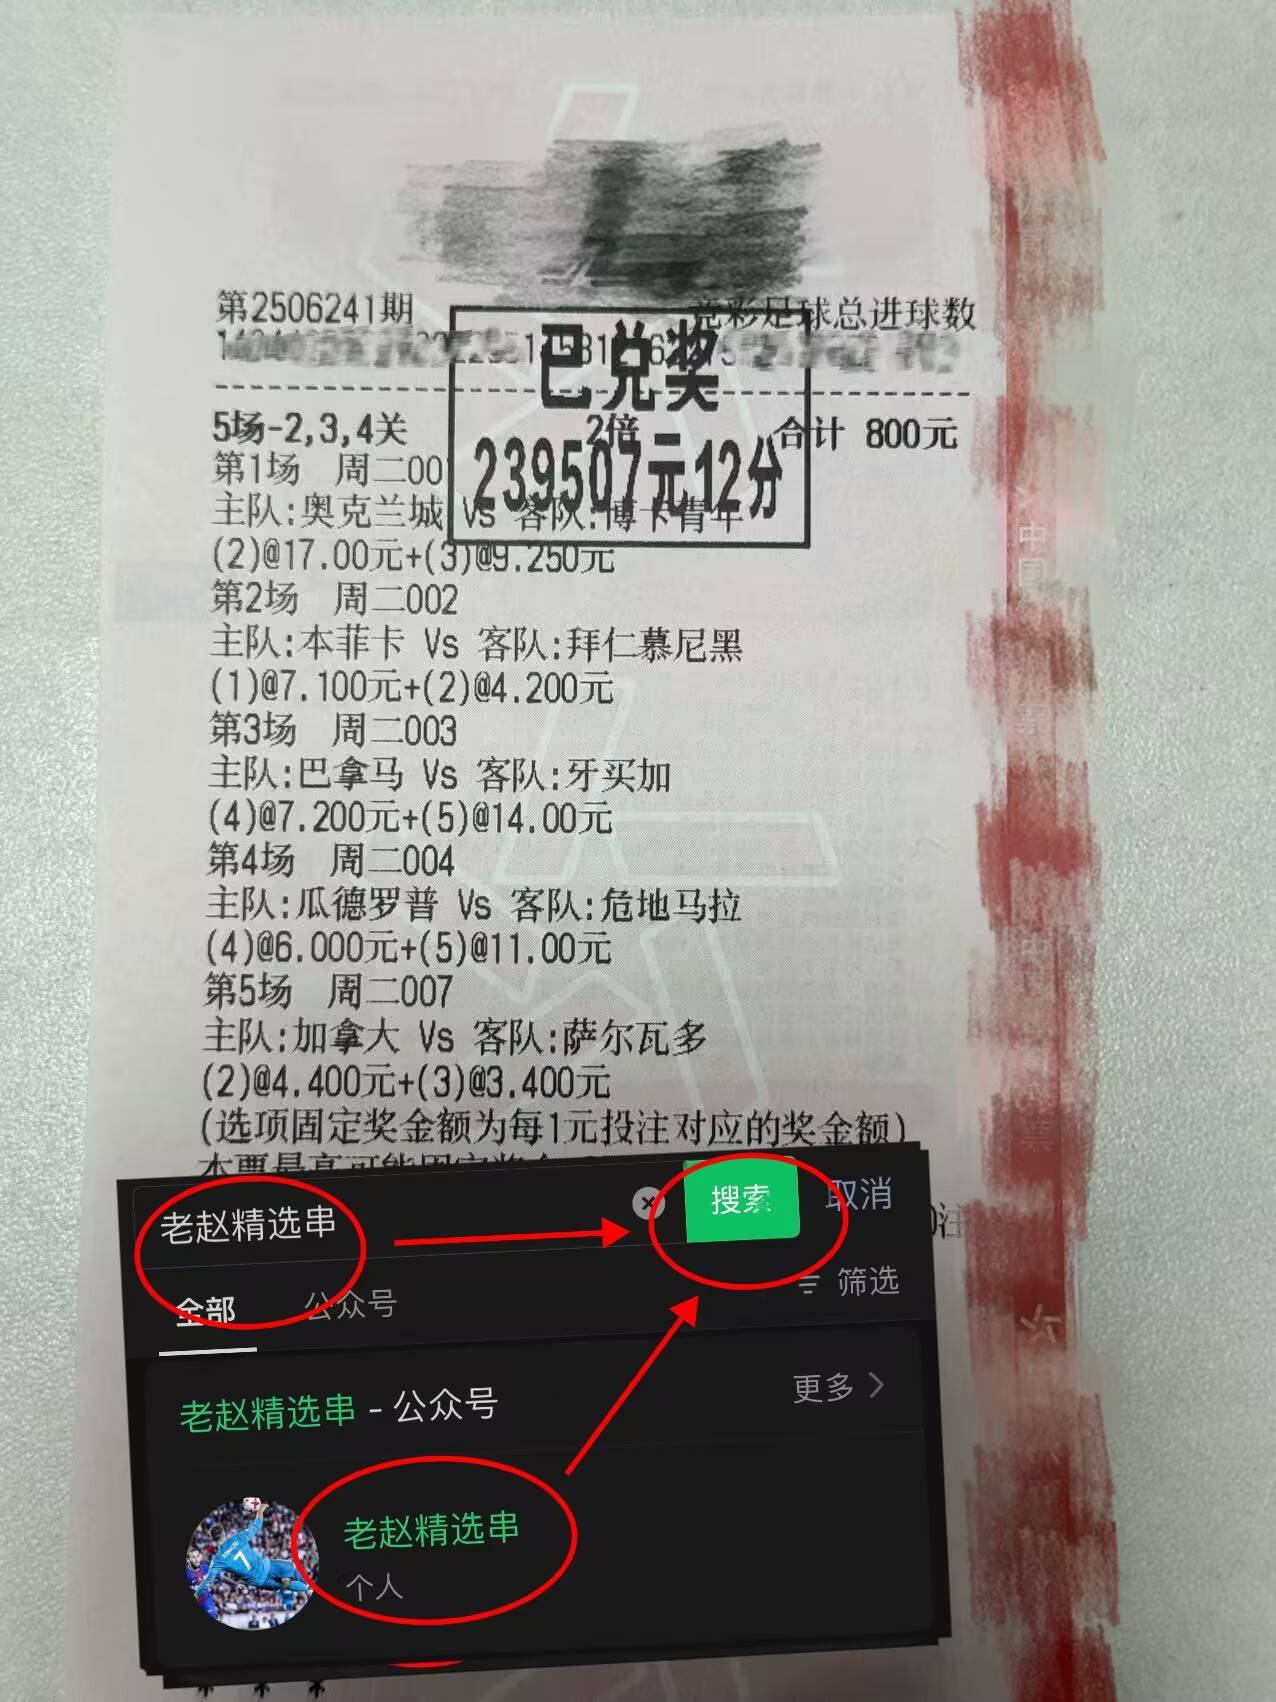 第2506241期
竞彩足球总进球数
已兑奖
239507元12分
5场-2,3,4关 2倍 合计 800元
第1场 周二00
主队:奥克兰城 Vs 客队:博卡青年
(2)@17.00元+(3)@9.250元
第2场 周二002
主队:本菲卡 Vs 客队:拜仁慕尼黑
(1)@7.100元+(2)@4.200元
第3场 周二003
主队:巴拿马 Vs 客队:牙买加
(4)@7.200元+(5)@14.00元
第4场 周二004
主队:瓜德罗普 Vs 客队:危地马拉
(4)@6.000元+(5)@11.00元
第5场 周二007
主队:加拿大 Vs 客队:萨尔瓦多
(2)@4.400元+(3)@3.400元
(选项固定奖金额为每1元投注对应的奖金额)
老赵精选串 搜索 取消
全部 公众号 筛选
老赵精选串 - 公众号 更多
老赵精选串
个人